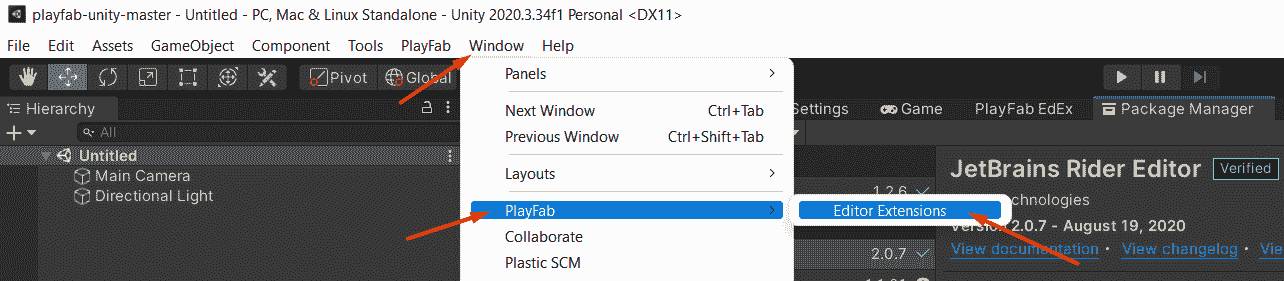 playfab-unity-master - Untitled - PC, Mac & Linux Standalone - Unity 2020.3.34f1 Personal <DX11>
File Edit Assets GameObject Component Tools PlayFab Window Help
Pivot Global
Panels
Hierarchy
Settings Game PlayFab EdEx Package Manager
All
Next Window Ctrl+Tab
Previous Window Ctrl+Shift+Tab
Untitled
Main Camera
Directional Light
Layouts
JetBrains Rider Editor Verified
1.2.6
PlayFab
Editor Extensions
Version 2.0.7 - August 19, 2020
Collaborate
2.0.7
View documentation • View changelog •
Plastic SCM